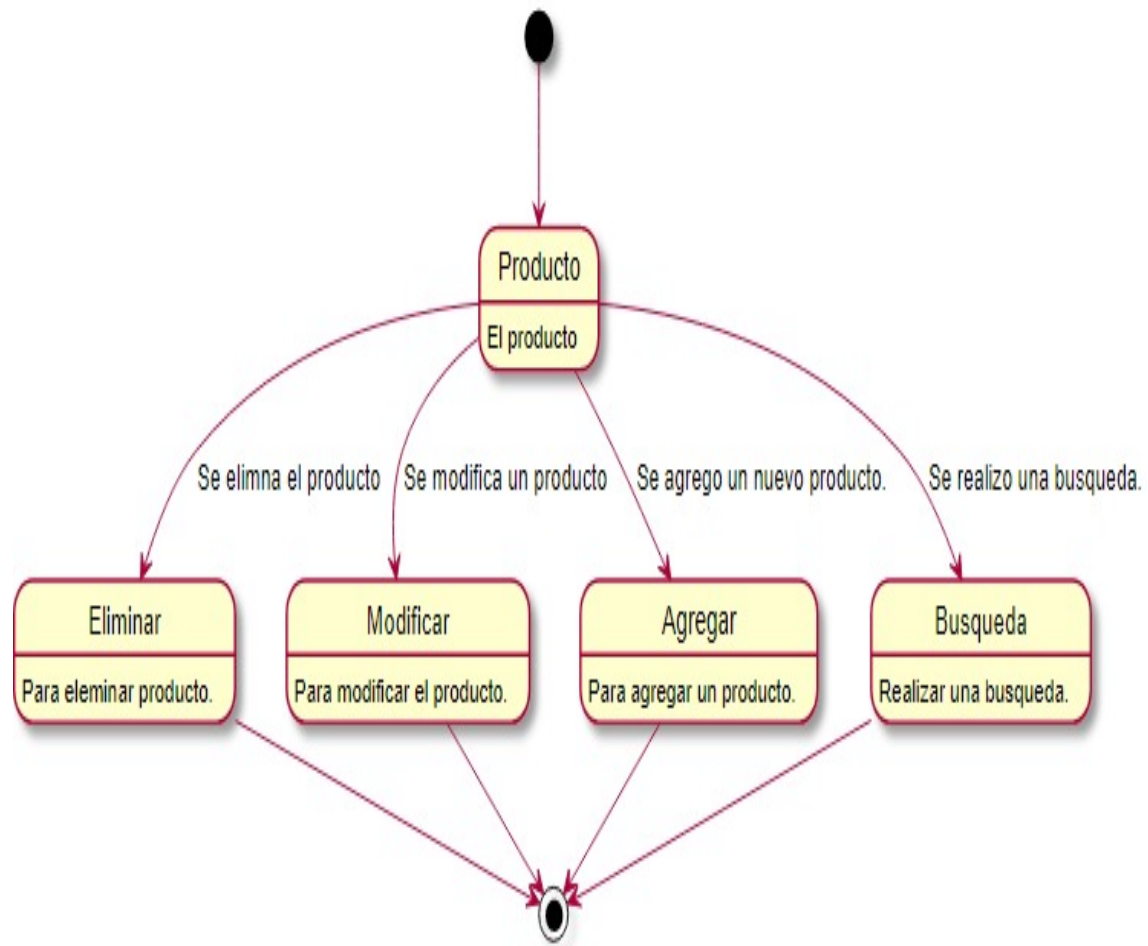 Producto
El producto
Se elimna el producto
Se modifica un producto
Se agrego un nuevo producto.
Se realizo una busqueda.
Eliminar
Para eleminar producto.
Modificar
Para modificar el producto.
Agregar
Para agregar un producto.
Busqueda
Realizar una busqueda.